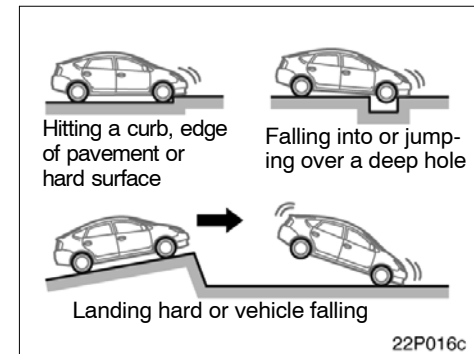 Hitting a curb, edge
of pavement or
hard surface
Falling into or jump-
ing over a deep hole
Landing hard or vehicle falling
22P016c